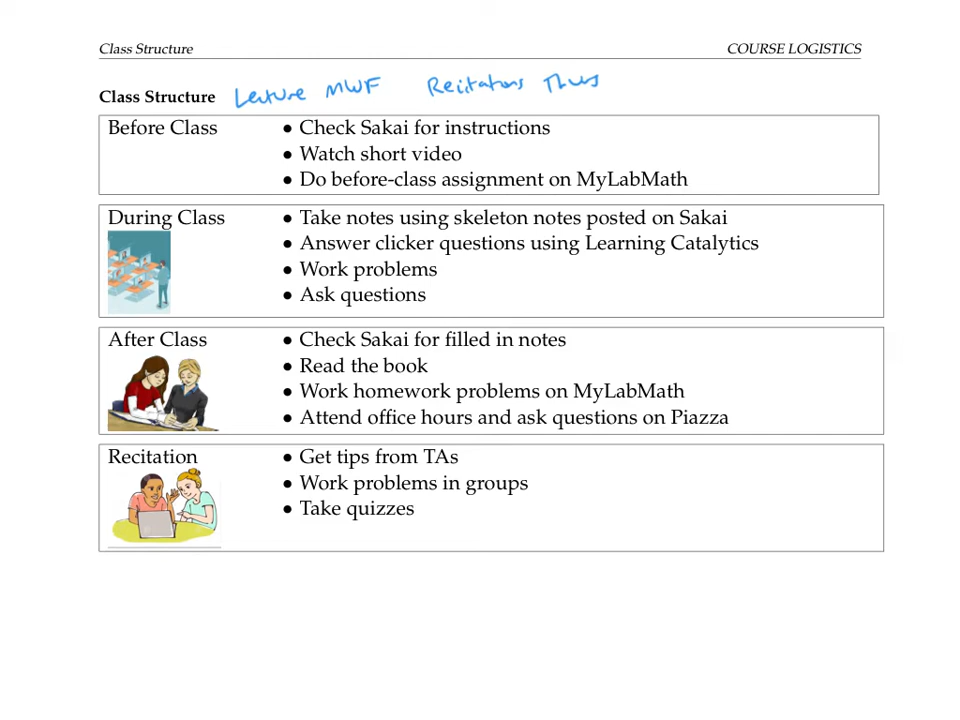 Class Structure COURSE LOGISTICS
Class Structure Lecture MWF Recitations Thurs
Before Class
• Check Sakai for instructions
• Watch short video
• Do before-class assignment on MyLabMath
During Class
• Take notes using skeleton notes posted on Sakai
• Answer clicker questions using Learning Catalytics
• Work problems
• Ask questions
After Class
• Check Sakai for filled in notes
• Read the book
• Work homework problems on MyLabMath
• Attend office hours and ask questions on Piazza
Recitation
• Get tips from TAs
• Work problems in groups
• Take quizzes